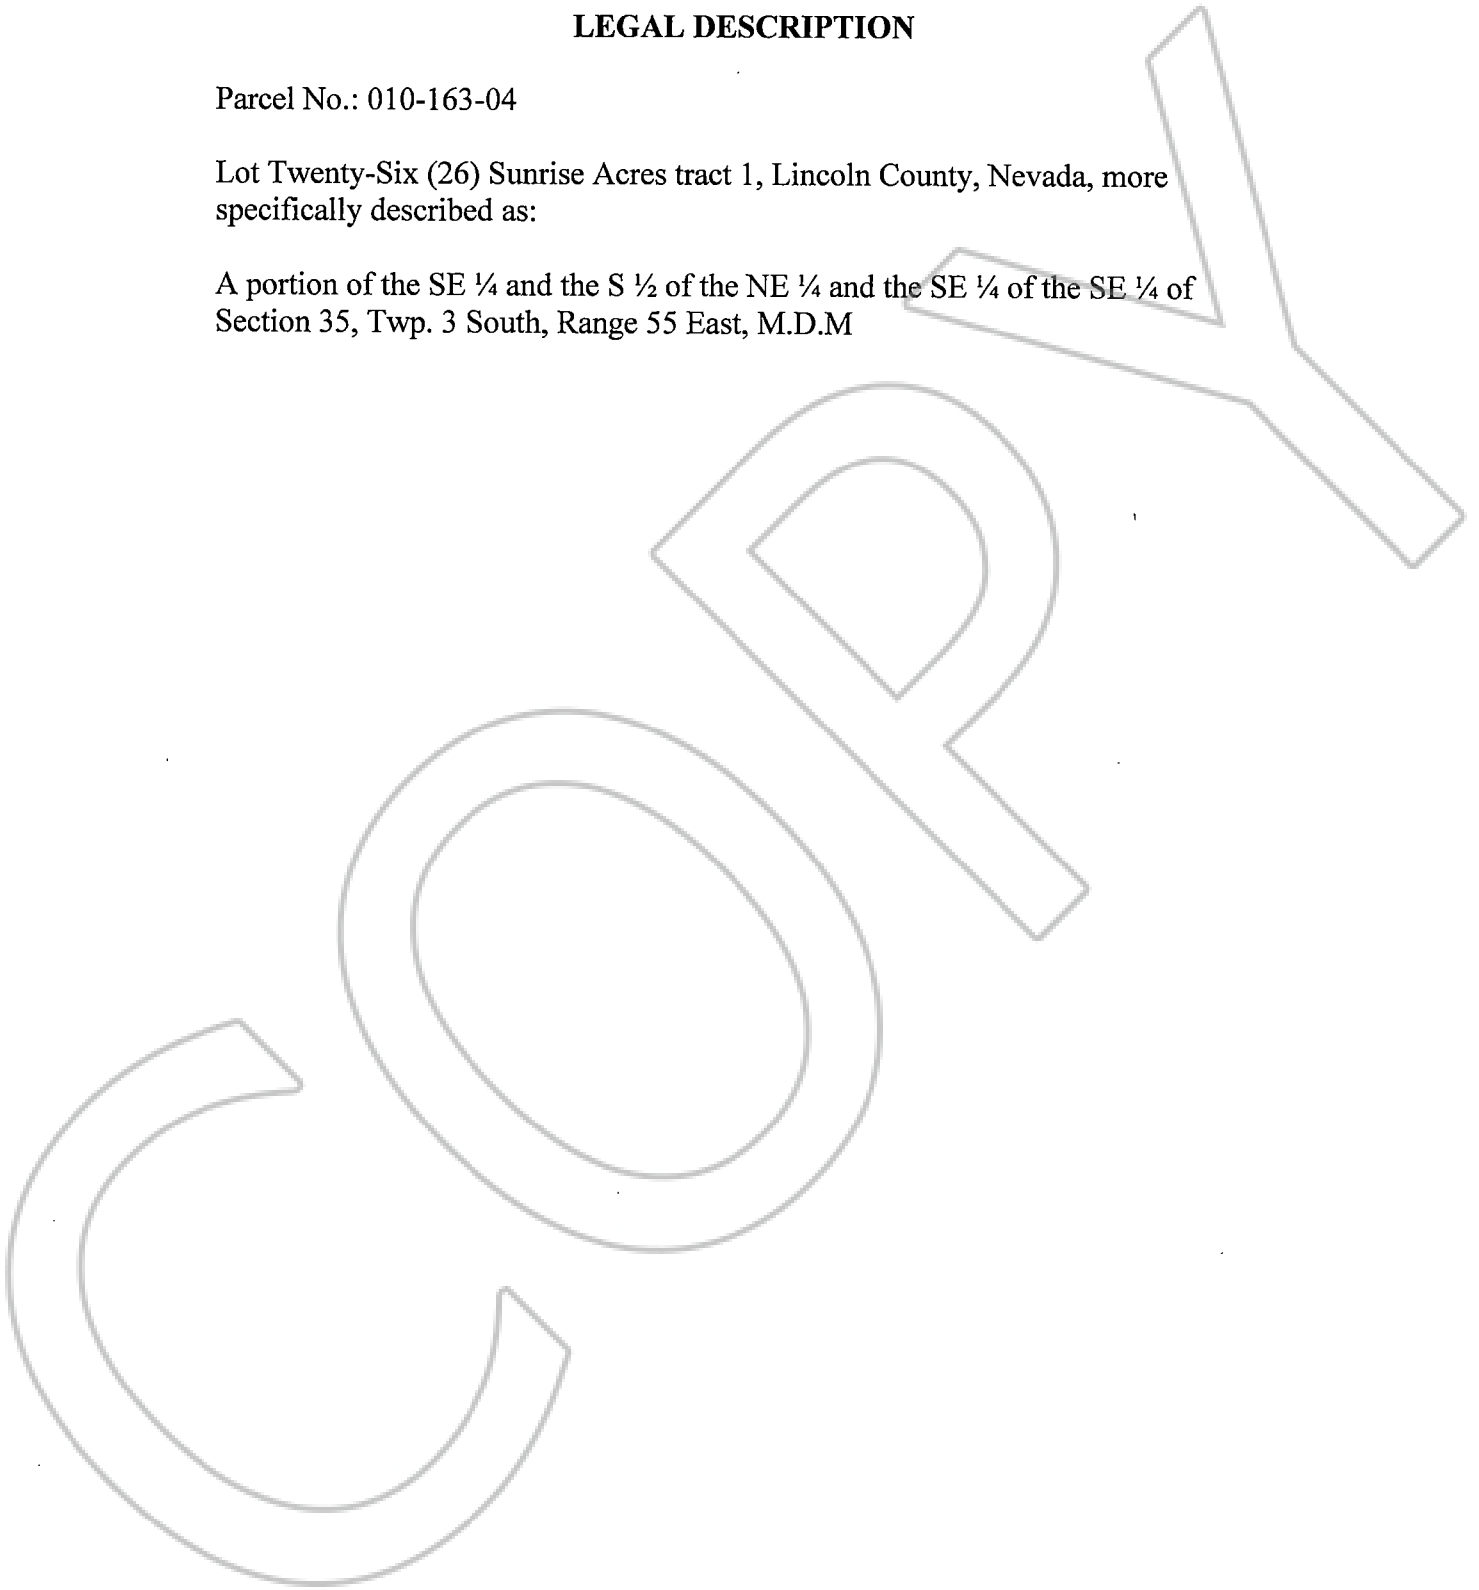 LEGAL DESCRIPTION
Parcel No.: 010-163-04
Lot Twenty-Six (26) Sunrise Acres tract 1, Lincoln County, Nevada, more
specifically described as:
A portion of the SE ¼ and the S ½ of the NE ¼ and the SE ¼ of the SE ¼ of
Section 35, Twp. 3 South, Range 55 East, M.D.M
COPY